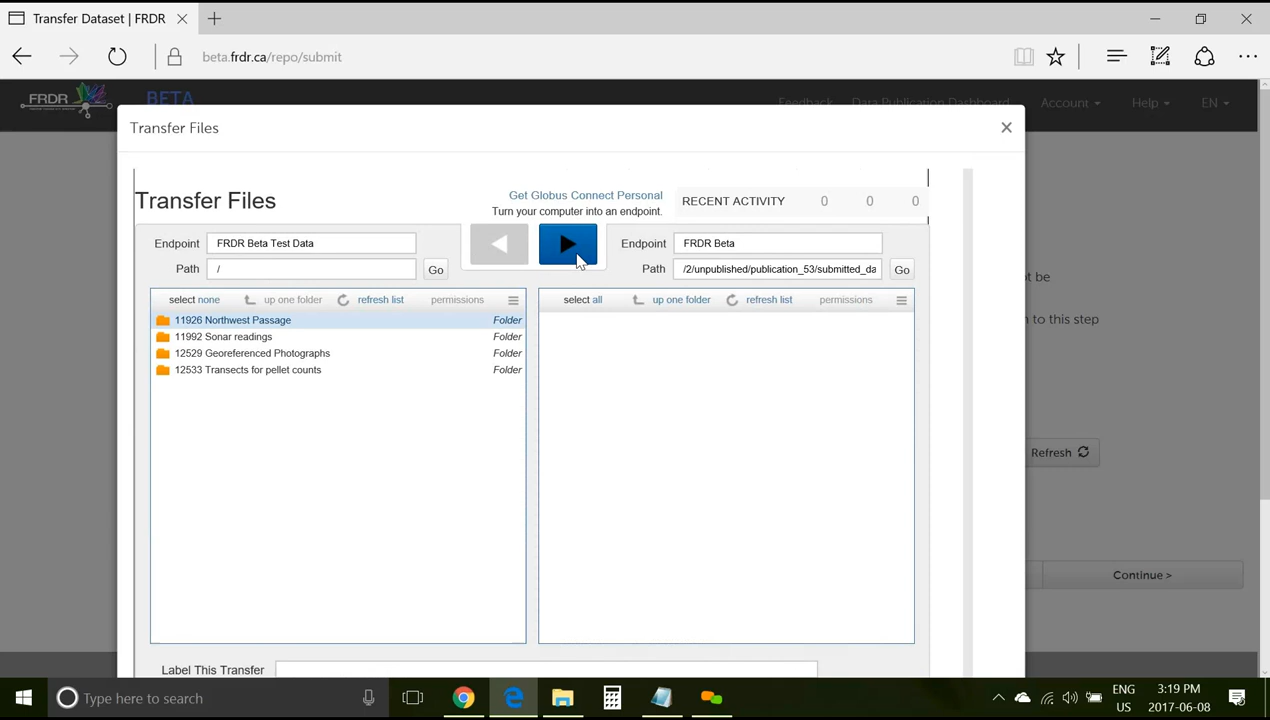 Transfer Dataset | FRDR
beta.frdr.ca/repo/submit
FRDR
BETA
Feedback Data Publication Dashboard Account Help EN
Transfer Files
Transfer Files
Get Globus Connect Personal
Turn your computer into an endpoint.
RECENT ACTIVITY 0 0 0
Endpoint FRDR Beta Test Data
Path /
Go
Endpoint FRDR Beta
Path /2/unpublished/publication_53/submitted_da
Go
select none up one folder refresh list permissions
11926 Northwest Passage Folder
11992 Sonar readings Folder
12529 Georeferenced Photographs Folder
12533 Transects for pellet counts Folder
select all up one folder refresh list permissions
Label This Transfer
t be
n to this step
Refresh
Continue >
Type here to search
ENG
US
3:19 PM
2017-06-08